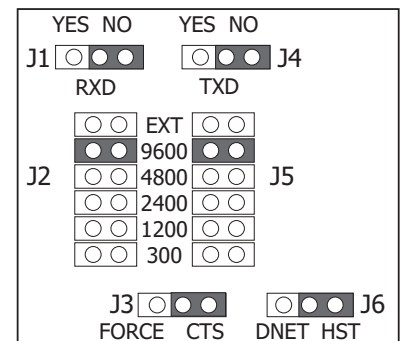 YES NO YES NO
J1 J4
RXD TXD
EXT
9600
J2 4800 J5
2400
1200
300
J3 J6
FORCE CTS DNET HST